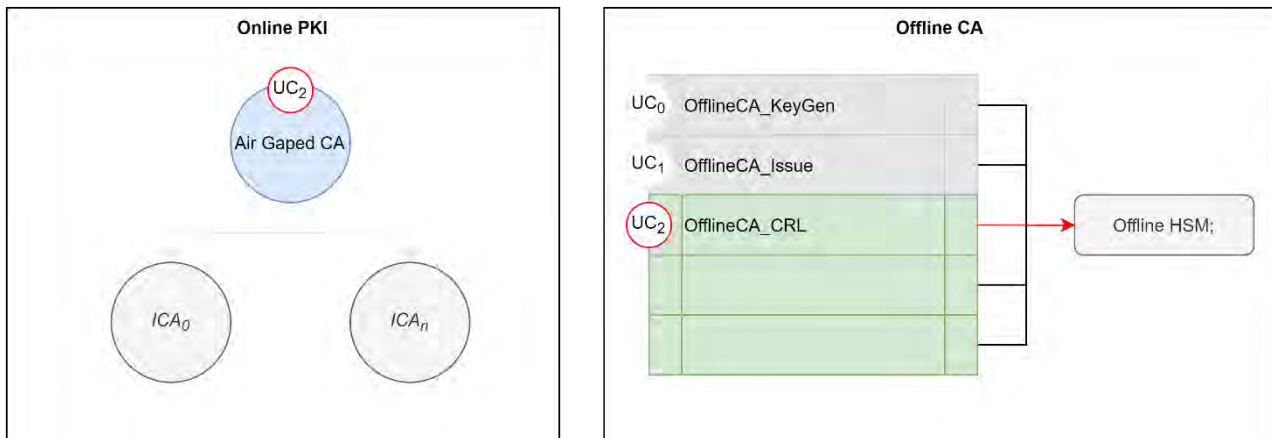 Online PKI
UC2
Air Gaped CA
ICA0
ICAn
Offline CA
UC0 OfflineCA_KeyGen
UC1 OfflineCA_Issue
UC2 OfflineCA_CRL
Offline HSM;